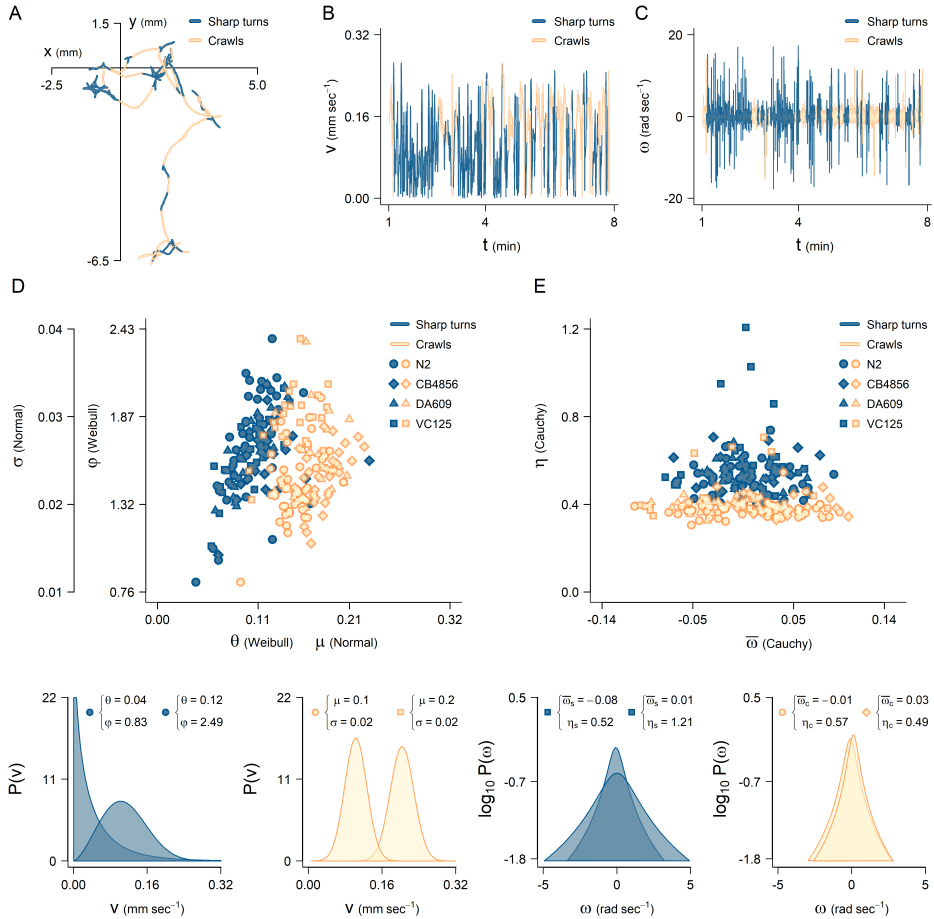 A
y (mm)
1.5
Sharp turns
Crawls
x (mm)
-2.5
5.0
-6.5
B
0.32
Sharp turns
Crawls
v (mm sec⁻¹)
0.16
0.00
1
4
8
t (min)
C
20
Sharp turns
Crawls
ω (rad sec⁻¹)
0
-20
1
4
8
t (min)
D
0.04
0.03
0.02
0.01
σ (Normal)
2.43
1.87
1.32
0.76
φ (Weibull)
Sharp turns
Crawls
N2
CB4856
DA609
VC125
0.00
0.11
0.21
0.32
θ (Weibull)
μ (Normal)
E
1.2
0.8
0.4
0.0
η (Cauchy)
Sharp turns
Crawls
N2
CB4856
DA609
VC125
-0.14
-0.05
0.05
0.14
ω̅ (Cauchy)
22
11
0
P(v)
θ = 0.04
φ = 0.83
θ = 0.12
φ = 2.49
0.00
0.16
0.32
v (mm sec⁻¹)
22
11
0
P(v)
μ = 0.1
σ = 0.02
μ = 0.2
σ = 0.02
0.00
0.16
0.32
v (mm sec⁻¹)
0.5
-0.7
-1.8
log₁₀ P(ω)
ω̅ₛ = −0.08
ηₛ = 0.52
ω̅ₛ = 0.01
ηₛ = 1.21
-5
0
5
ω (rad sec⁻¹)
0.5
-0.7
-1.8
log₁₀ P(ω)
ω̅c = −0.01
ηc = 0.57
ω̅c = 0.03
ηc = 0.49
-5
0
5
ω (rad sec⁻¹)